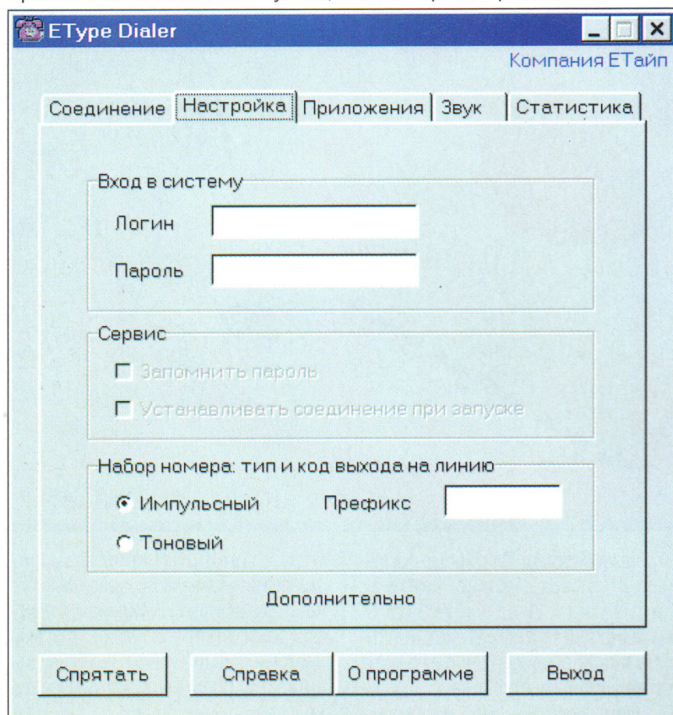 EType Dialer
Компания ЕТайп
Соединение Настройка Приложения Звук Статистика
Вход в систему
Логин
Пароль
Сервис
Запомнить пароль
Устанавливать соединение при запуске
Набор номера: тип и код выхода на линию
Импульсный Префикс
Тоновый
Дополнительно
Спрятать Справка О программе Выход